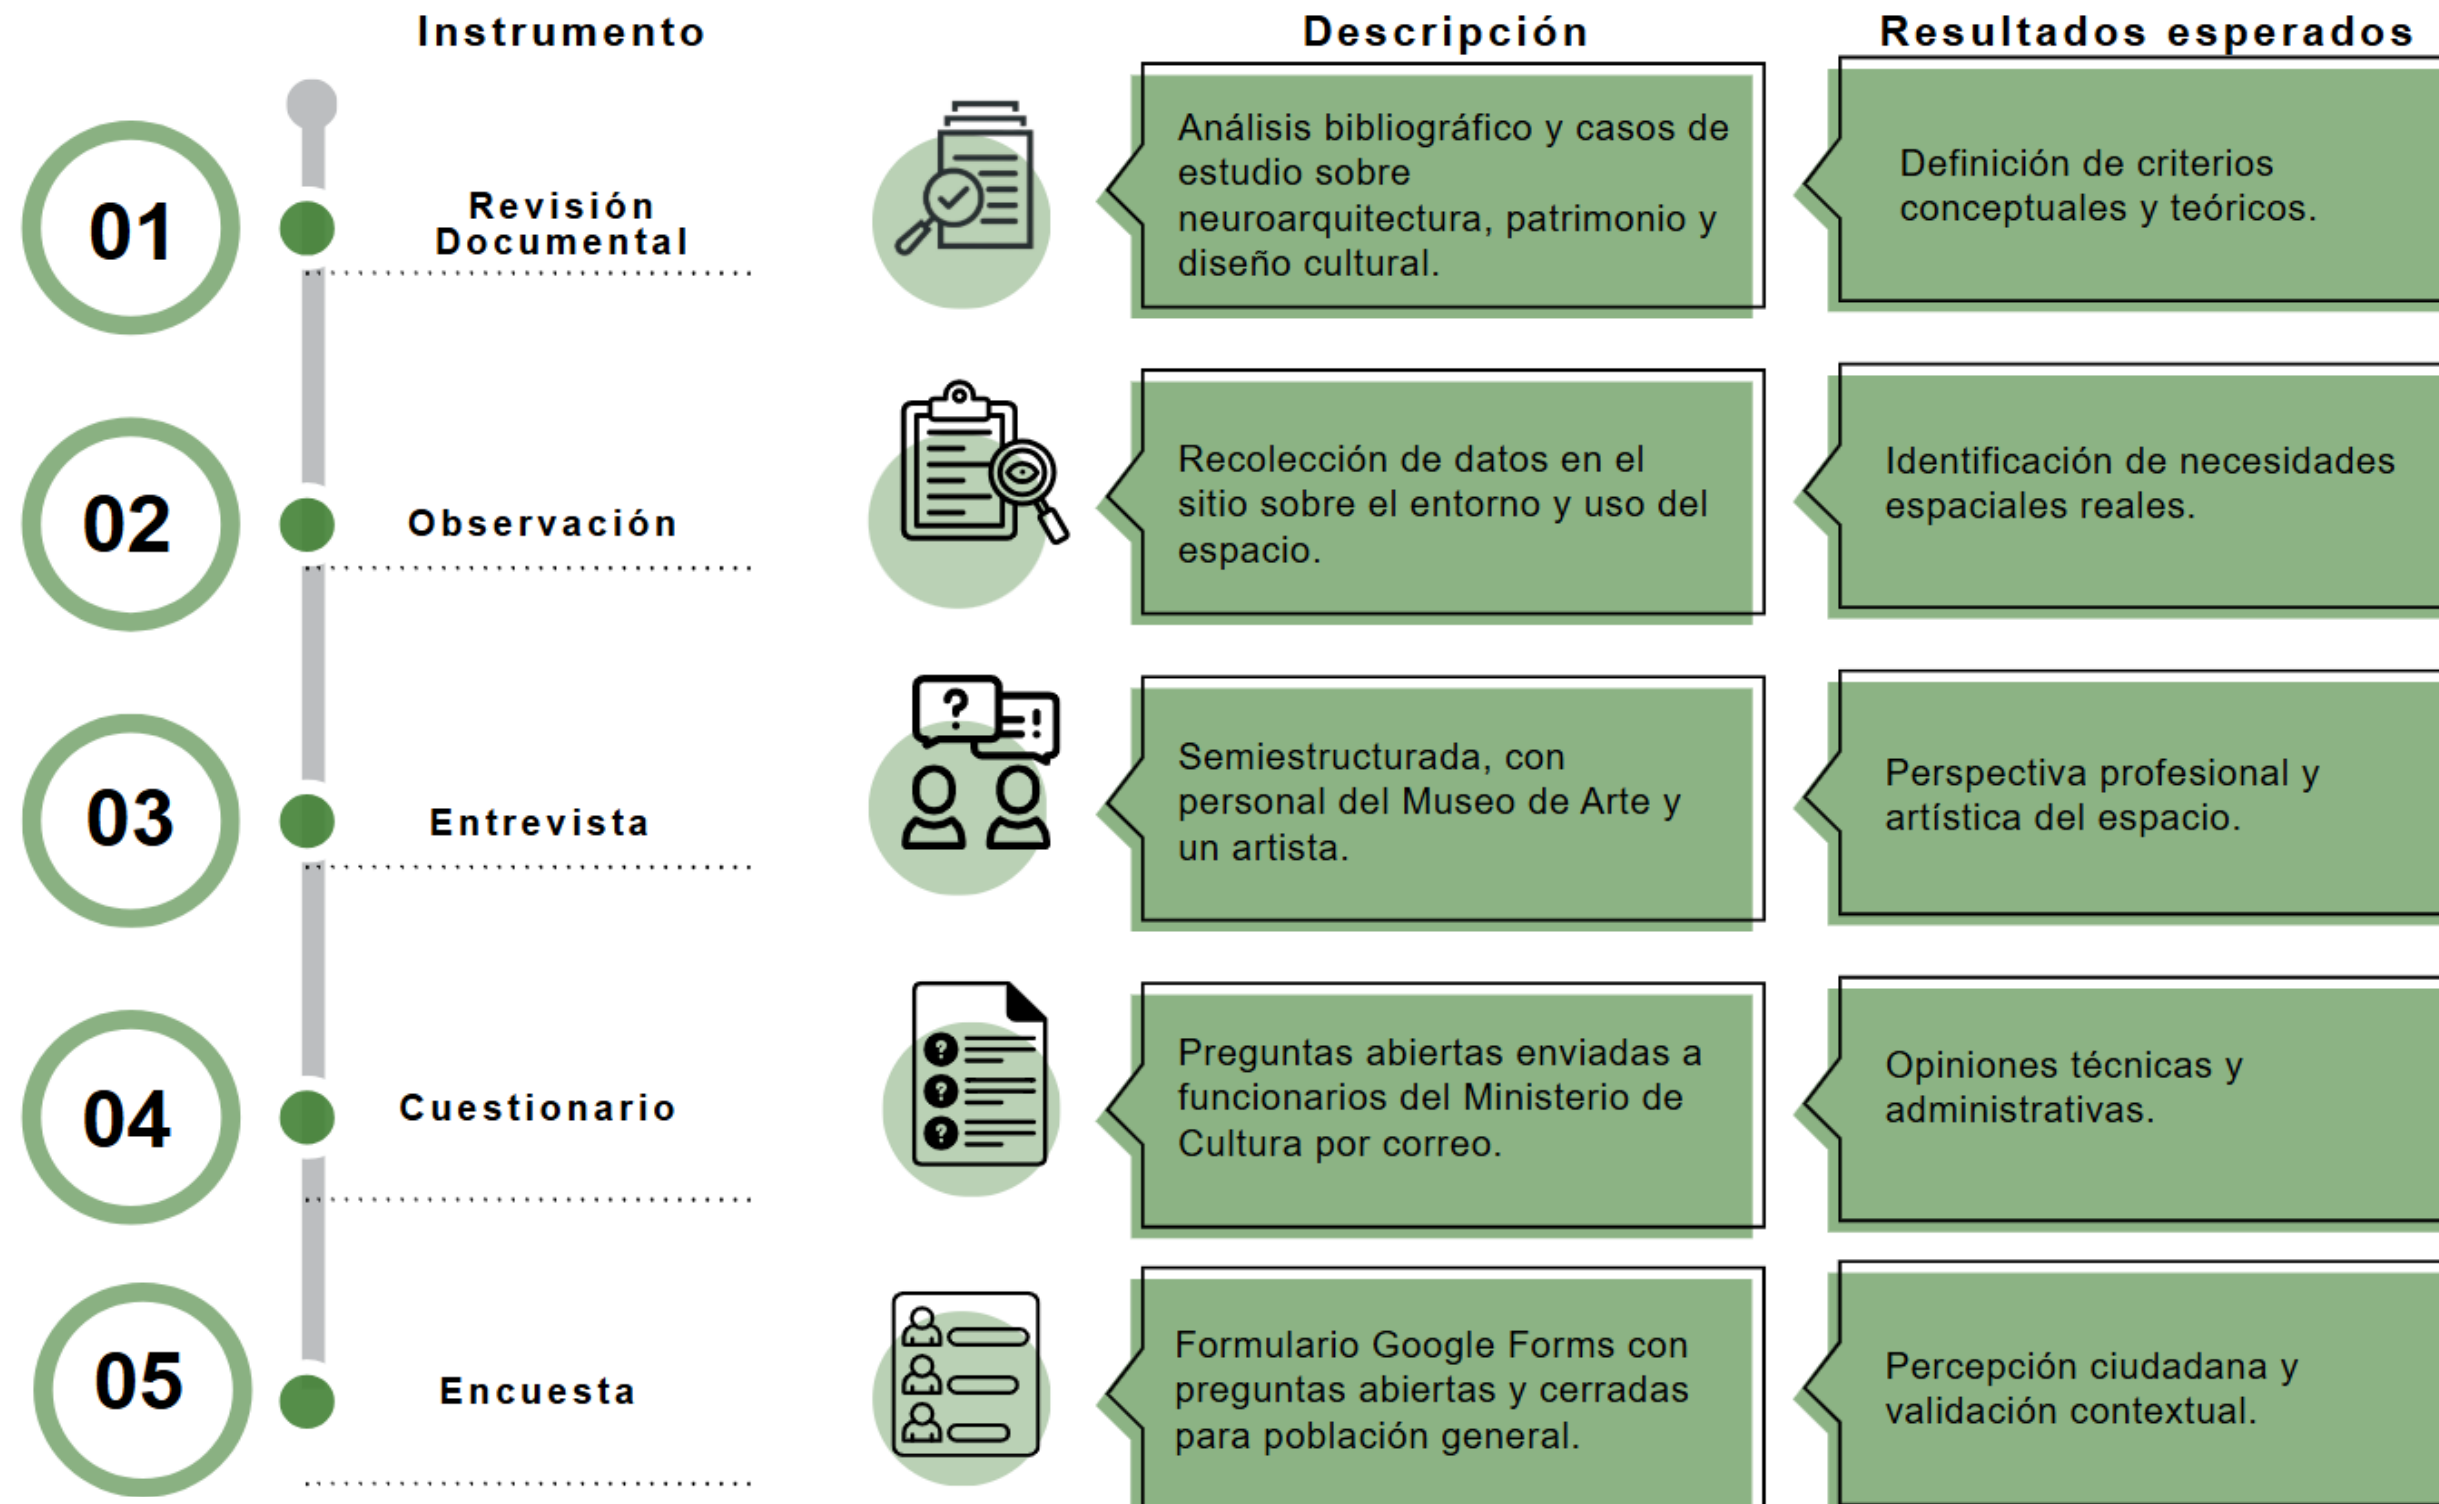 Instrumento
Descripción
Resultados esperados
01
Revisión
Documental
Análisis bibliográfico y casos de
estudio sobre
neuroarquitectura, patrimonio y
diseño cultural.
Definición de criterios
conceptuales y teóricos.
02
Observación
Recolección de datos en el
sitio sobre el entorno y uso del
espacio.
Identificación de necesidades
espaciales reales.
03
Entrevista
?
!
Semiestructurada, con
personal del Museo de Arte y
un artista.
Perspectiva profesional y
artística del espacio.
04
Cuestionario
?
?
?
Preguntas abiertas enviadas a
funcionarios del Ministerio de
Cultura por correo.
Opiniones técnicas y
administrativas.
05
Encuesta
Formulario Google Forms con
preguntas abiertas y cerradas
para población general.
Percepción ciudadana y
validación contextual.